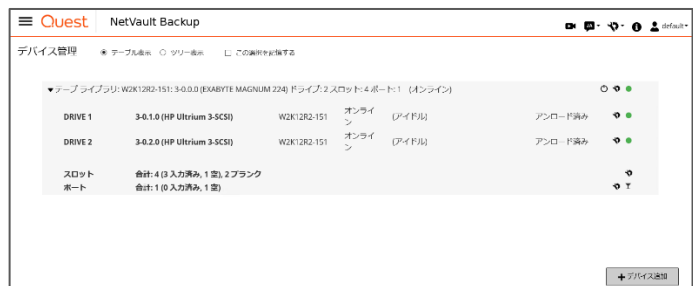 Quest NetVault Backup JA default
デバイス管理 テーブル表示 ツリー表示 この選択を記憶する
テープ ライブラリ: W2K12R2-151: 3-0.0.0 (EXABYTE MAGNUM 224) ドライブ: 2 スロット: 4 ポート: 1 (オンライン)
DRIVE 1 3-0.1.0 (HP Ultrium 3-SCSI) W2K12R2-151 オンライン (アイドル) アンロード済み
DRIVE 2 3-0.2.0 (HP Ultrium 3-SCSI) W2K12R2-151 オンライン (アイドル) アンロード済み
スロット 合計: 4 (3 入力済み, 1 空), 2 ブランク
ポート 合計: 1 (0 入力済み, 1 空)
デバイス追加